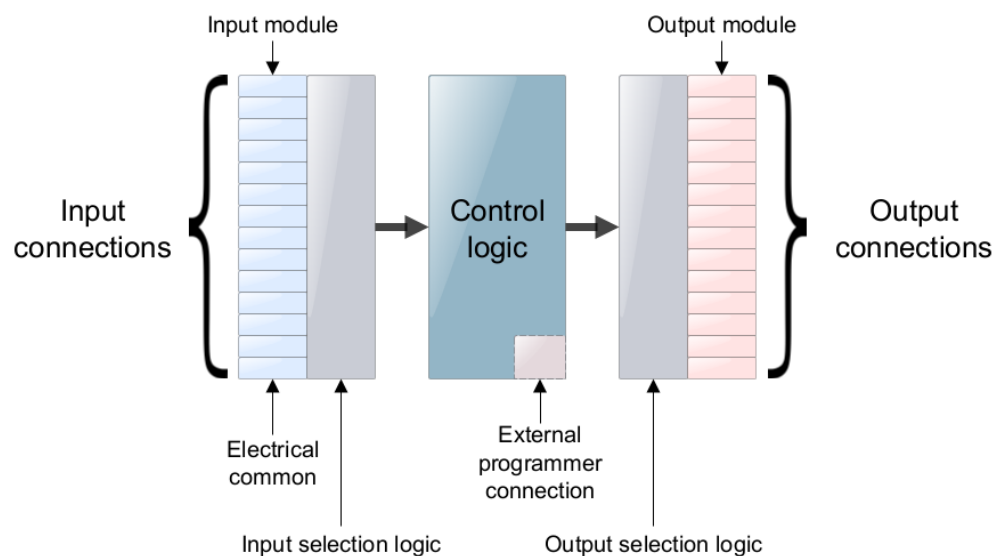 Input module
Output module
Input
connections
Control
logic
Output
connections
Electrical
common
External
programmer
connection
Input selection logic
Output selection logic